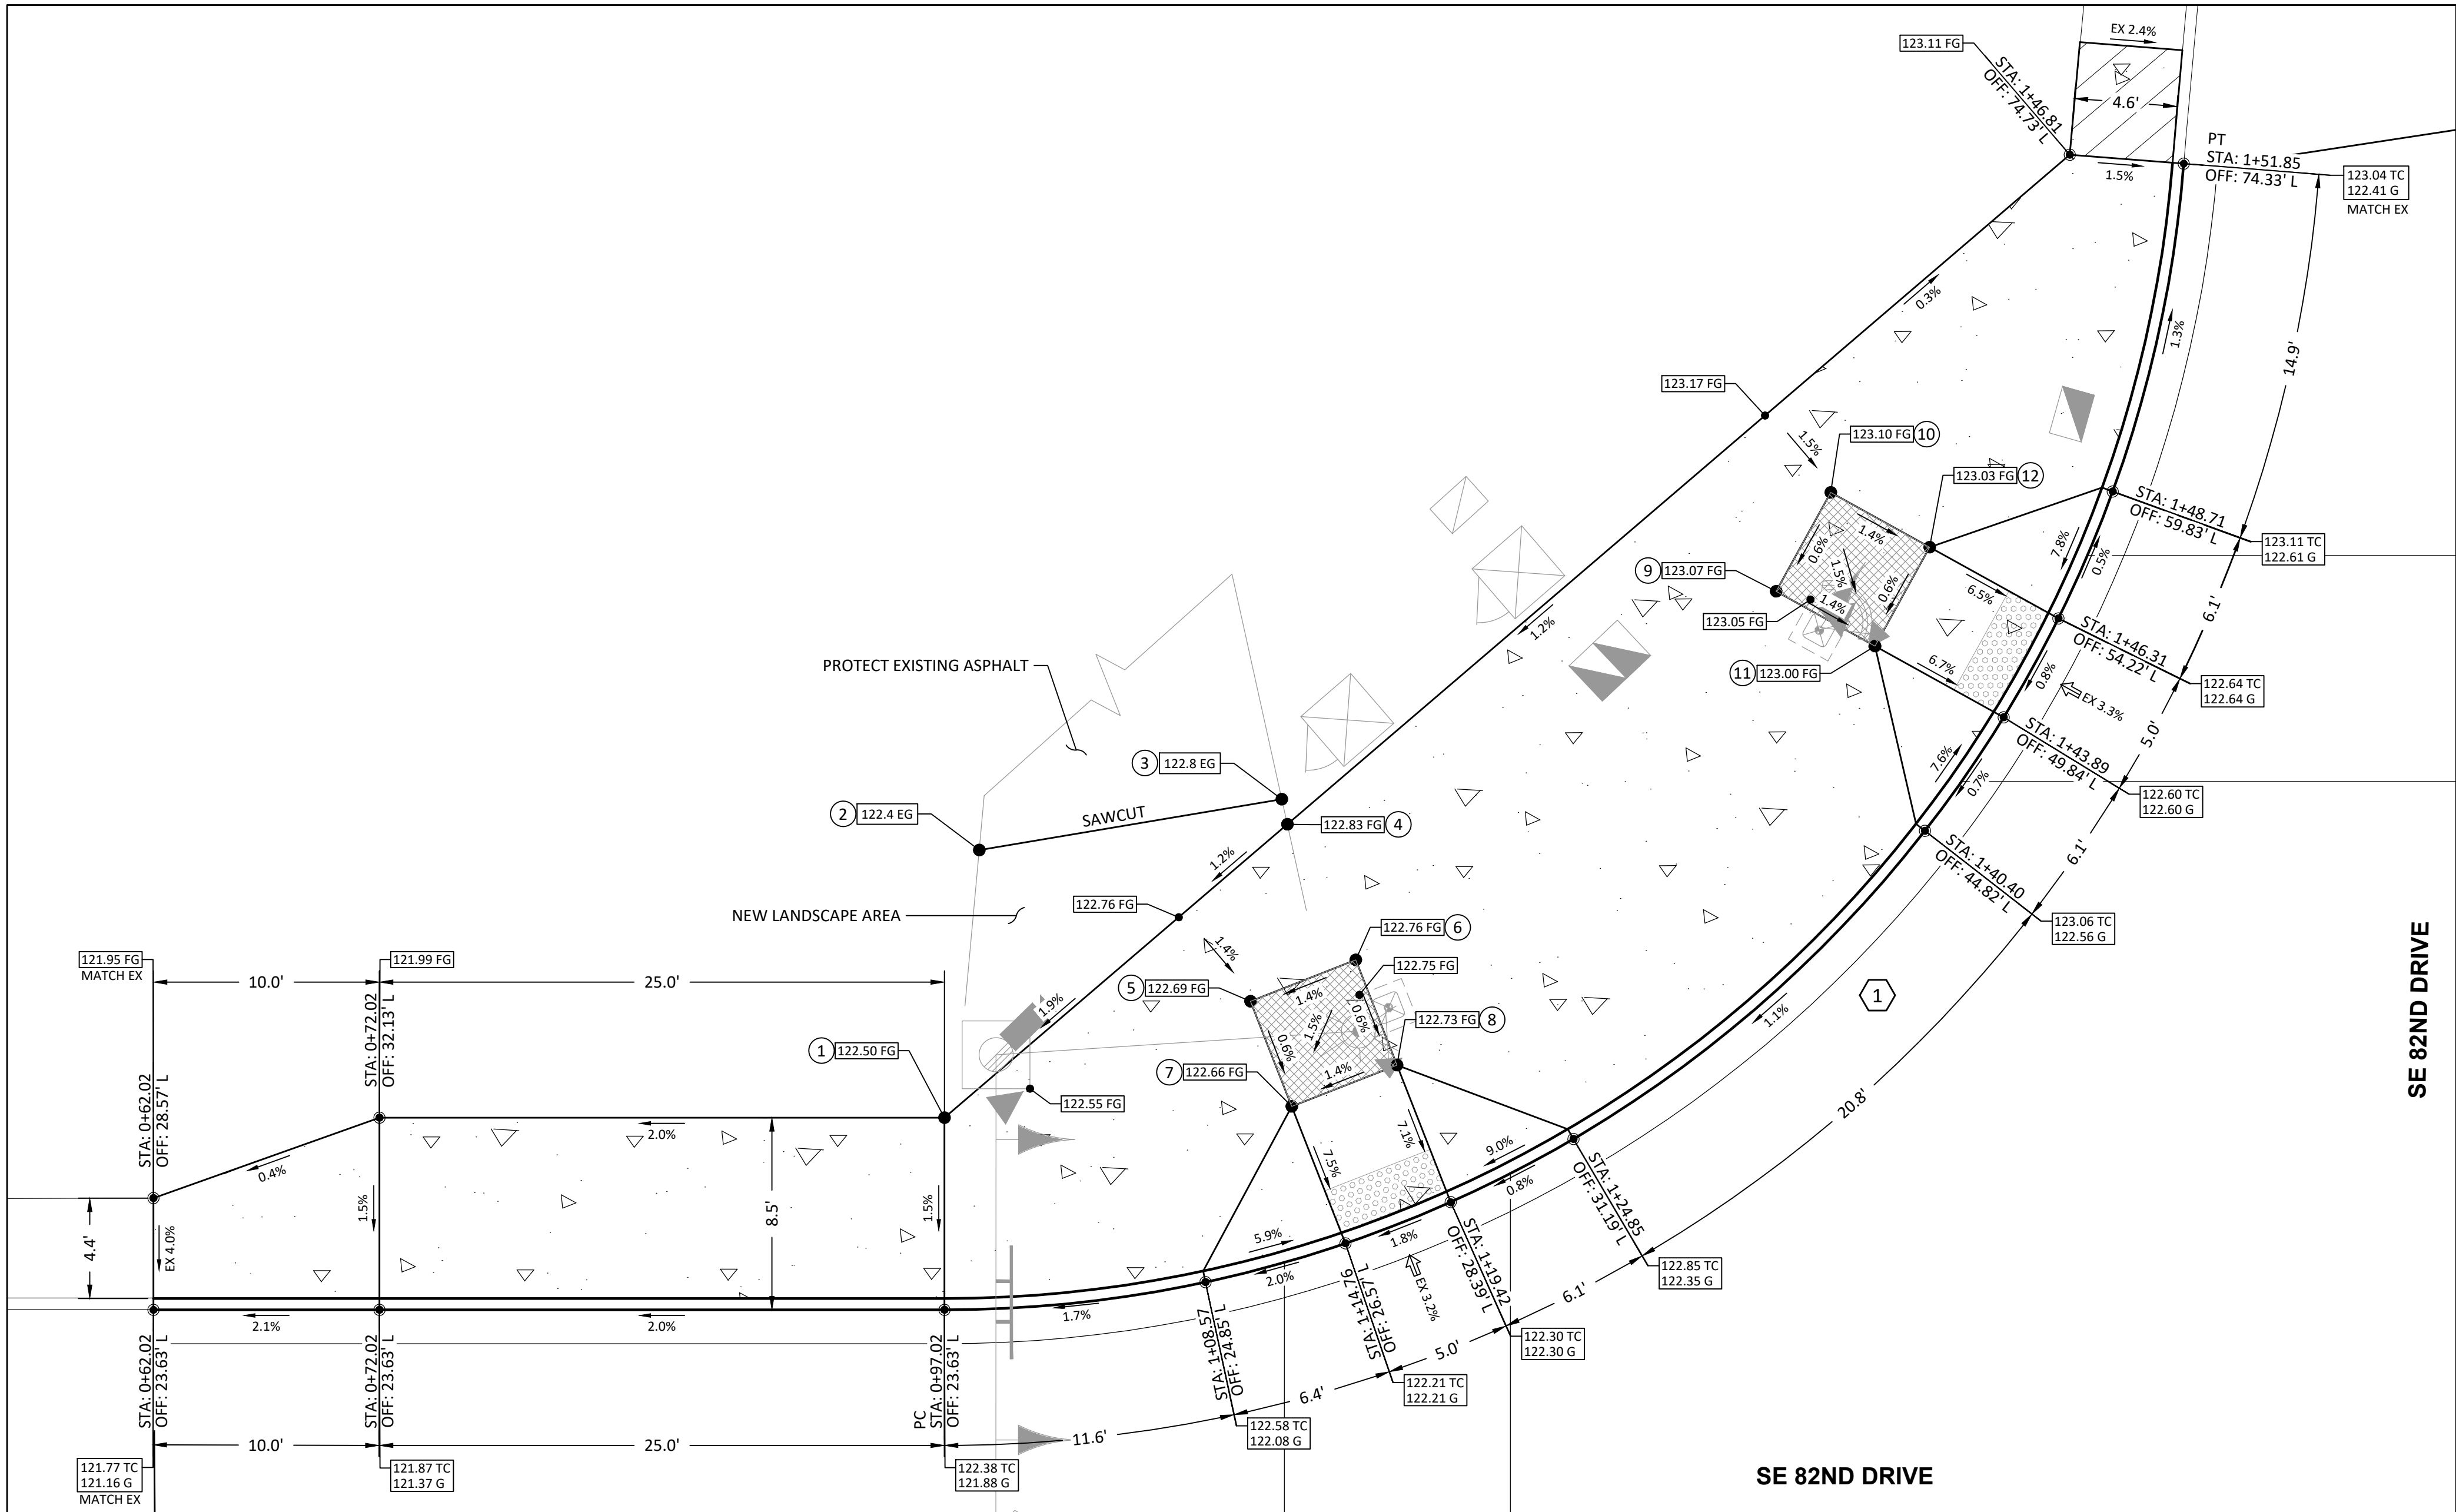 EX 2.4%
123.11 FG
STA: 1+46.81
OFF: 74.73' L
4.6'
PT
STA: 1+51.85
OFF: 74.33' L
1.5%
123.04 TC
122.41 G
MATCH EX
0.3%
1.3%
14.9'
123.17 FG
1.5%
123.10 FG
10
123.03 FG
12
STA: 1+48.71
OFF: 59.83' L
123.11 TC
122.61 G
1.4%
0.6%
1.5%
0.6%
1.4%
7.8%
0.5%
9
123.07 FG
123.05 FG
6.5%
6.1'
1.2%
STA: 1+46.31
OFF: 54.22' L
122.64 TC
122.64 G
PROTECT EXISTING ASPHALT
11
123.00 FG
6.7%
0.8%
EX 3.3%
5.0'
STA: 1+43.89
OFF: 49.84' L
122.60 TC
122.60 G
3
122.8 EG
7.6%
0.7%
2
122.4 EG
SAWCUT
122.83 FG
4
6.1'
STA: 1+40.40
OFF: 44.82' L
123.06 TC
122.56 G
1.2%
NEW LANDSCAPE AREA
122.76 FG
122.76 FG
6
1.4%
122.75 FG
121.95 FG
MATCH EX
121.99 FG
10.0'
25.0'
5
122.69 FG
1.4%
1.9%
0.6%
1.5%
0.6%
122.73 FG
8
1
1.1%
SE 82ND DRIVE
STA: 0+72.02
OFF: 32.13' L
1
122.50 FG
7
122.66 FG
1.4%
STA: 0+62.02
OFF: 28.57' L
122.55 FG
20.8'
2.0%
7.1%
9.0%
7.5%
0.4%
0.8%
STA: 1+24.85
OFF: 31.19' L
1.5%
8.5'
1.5%
4.4'
EX 4.0%
5.9%
1.8%
2.0%
STA: 1+19.42
OFF: 28.39' L
EX 3.2%
122.85 TC
122.35 G
1.7%
6.1'
2.1%
2.0%
STA: 1+08.57
OFF: 24.85' L
STA: 1+14.76
OFF: 26.57' L
122.30 TC
122.30 G
5.0'
STA: 0+62.02
OFF: 23.63' L
STA: 0+72.02
OFF: 23.63' L
PC
STA: 0+97.02
OFF: 23.63' L
6.4'
122.21 TC
122.21 G
10.0'
25.0'
11.6'
122.58 TC
122.08 G
121.77 TC
121.16 G
MATCH EX
121.87 TC
121.37 G
122.38 TC
121.88 G
SE 82ND DRIVE